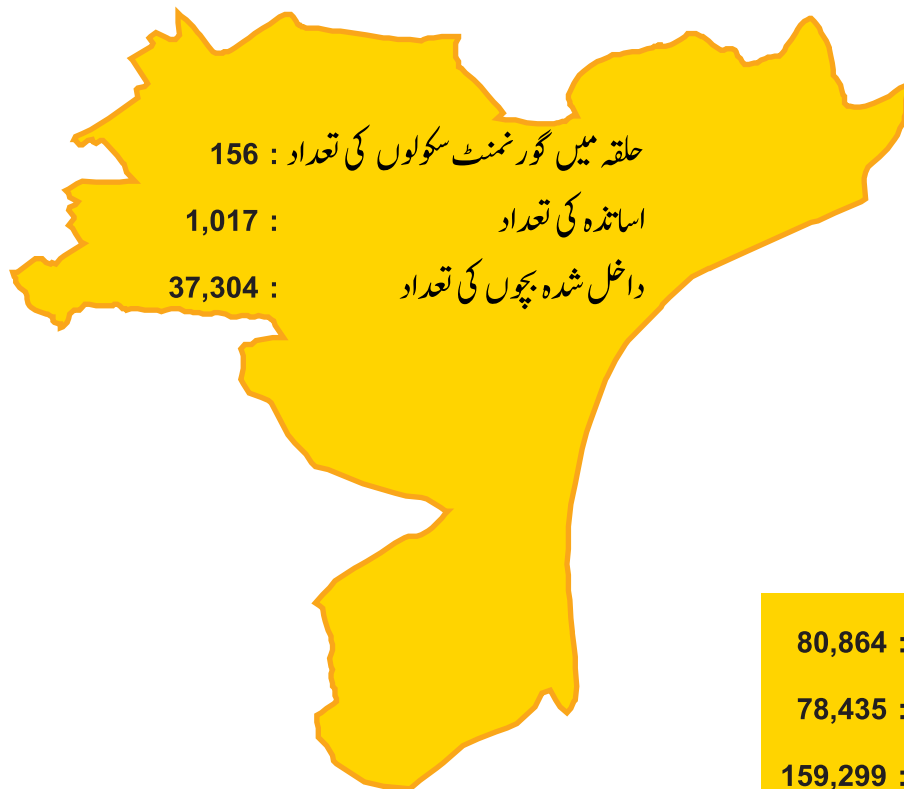 حلقہ میں گورنمنٹ سکولوں کی تعداد : 156
اساتذہ کی تعداد : 1,017
داخل شدہ بچوں کی تعداد : 37,304
: 80,864
: 78,435
: 159,299